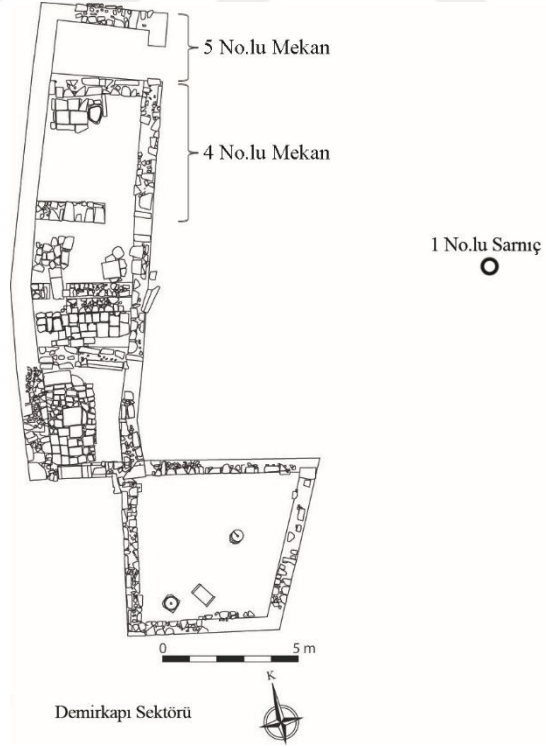 5 No.lu Mekan
4 No.lu Mekan
1 No.lu Sarnıç
0 5 m
K
Demirkapı Sektörü